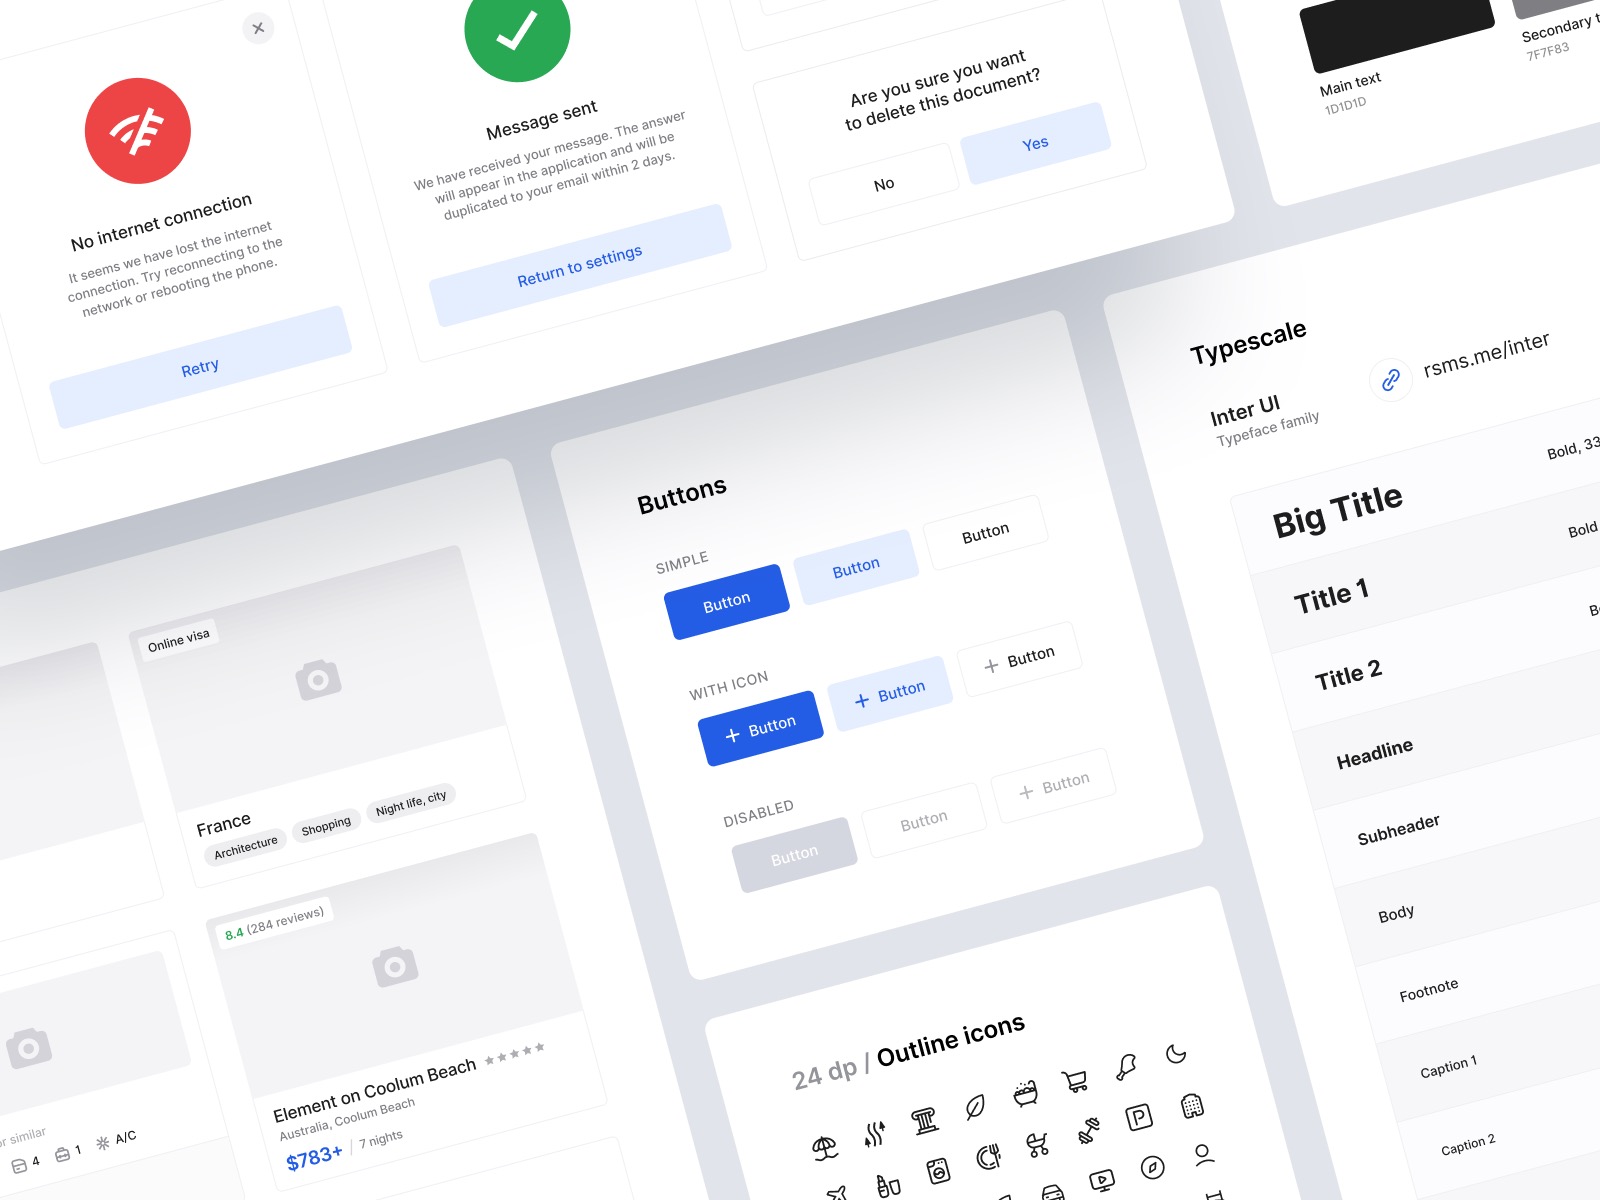 No internet connection
It seems we have lost the internet
connection. Try reconnecting to the
network or rebooting the phone.
Retry
Message sent
We have received your message. The answer
will appear in the application and will be
duplicated to your email within 2 days.
Return to settings
Are you sure you want
to delete this document?
No
Yes
Main text
1D1D1D
Secondary
7F7F83
Online visa
France
Architecture
Shopping
Night life, city
8.4 (284 reviews)
Element on Coolum Beach
Australia, Coolum Beach
$783+
7 nights
or similar
4
1
A/C
Buttons
SIMPLE
Button
Button
Button
WITH ICON
Button
Button
Button
DISABLED
Button
Button
Button
24 dp / Outline icons
P
Typescale
Inter UI
Typeface family
rsms.me/inter
Big Title
Bold, 33
Title 1
Bold
Title 2
Headline
Subheader
Body
Footnote
Caption 1
Caption 2